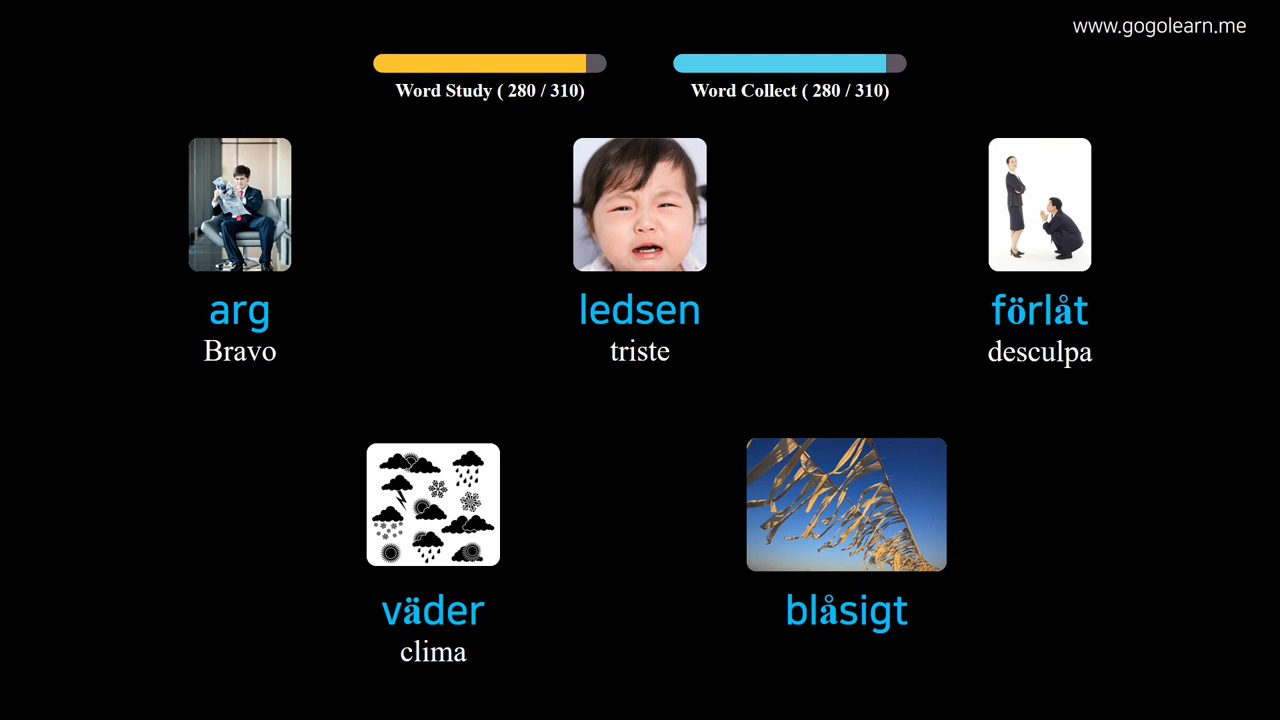 www.gogolearn.me
Word Study ( 280 / 310)
Word Collect ( 280 / 310)
arg
Bravo
ledsen
triste
förlåt
desculpa
väder
clima
blåsigt